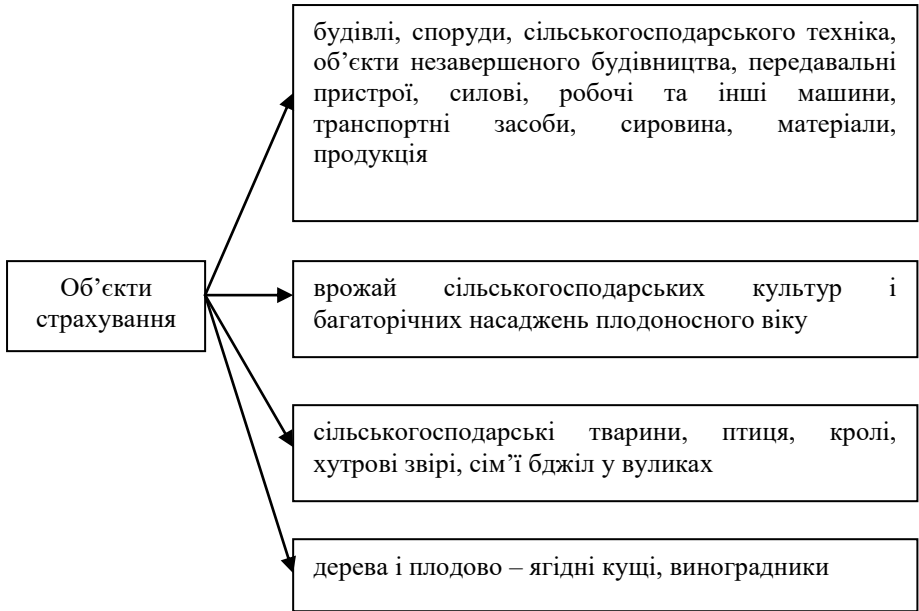 будівлі, споруди, сільськогосподарського техніка,
об’єкти незавершеного будівництва, передавальні
пристрої, силові, робочі та інші машини,
транспортні засоби, сировина, матеріали,
продукція
Об’єкти
страхування
врожай сільськогосподарських культур і
багаторічних насаджень плодоносного віку
сільськогосподарські тварини, птиця, кролі,
хутрові звірі, сім’ї бджіл у вуликах
дерева і плодово – ягідні кущі, виноградники